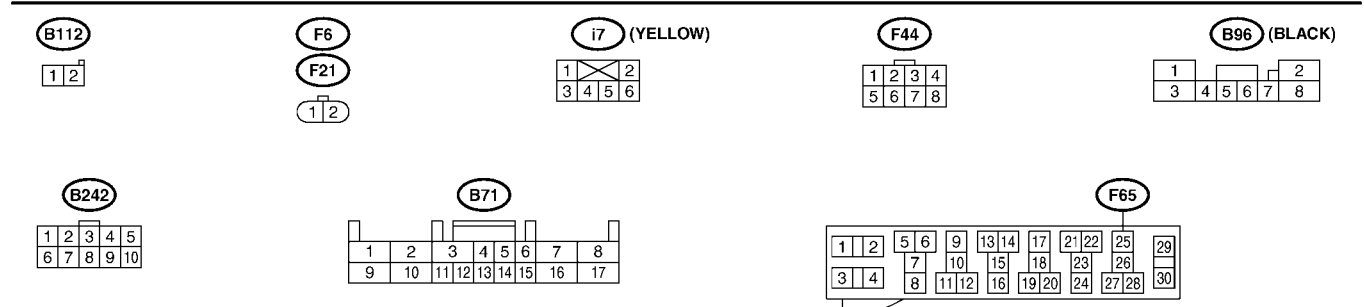 B112 F6 i7 (YELLOW) F44 B96 (BLACK)
F21
1 2 1 2 1 2 3 4 1 2
3 4 5 6 5 6 7 8 3 4 5 6 7 8
1 2
B242 B71 F65
1 2 3 4 5 1 2 3 4 5 6 7 8 1 2 5 6 9 13 14 17 21 22 25 29
6 7 8 9 10 9 10 11 12 13 14 15 16 17 7 10 15 18 23 26
3 4 8 11 12 16 19 20 24 27 28 30